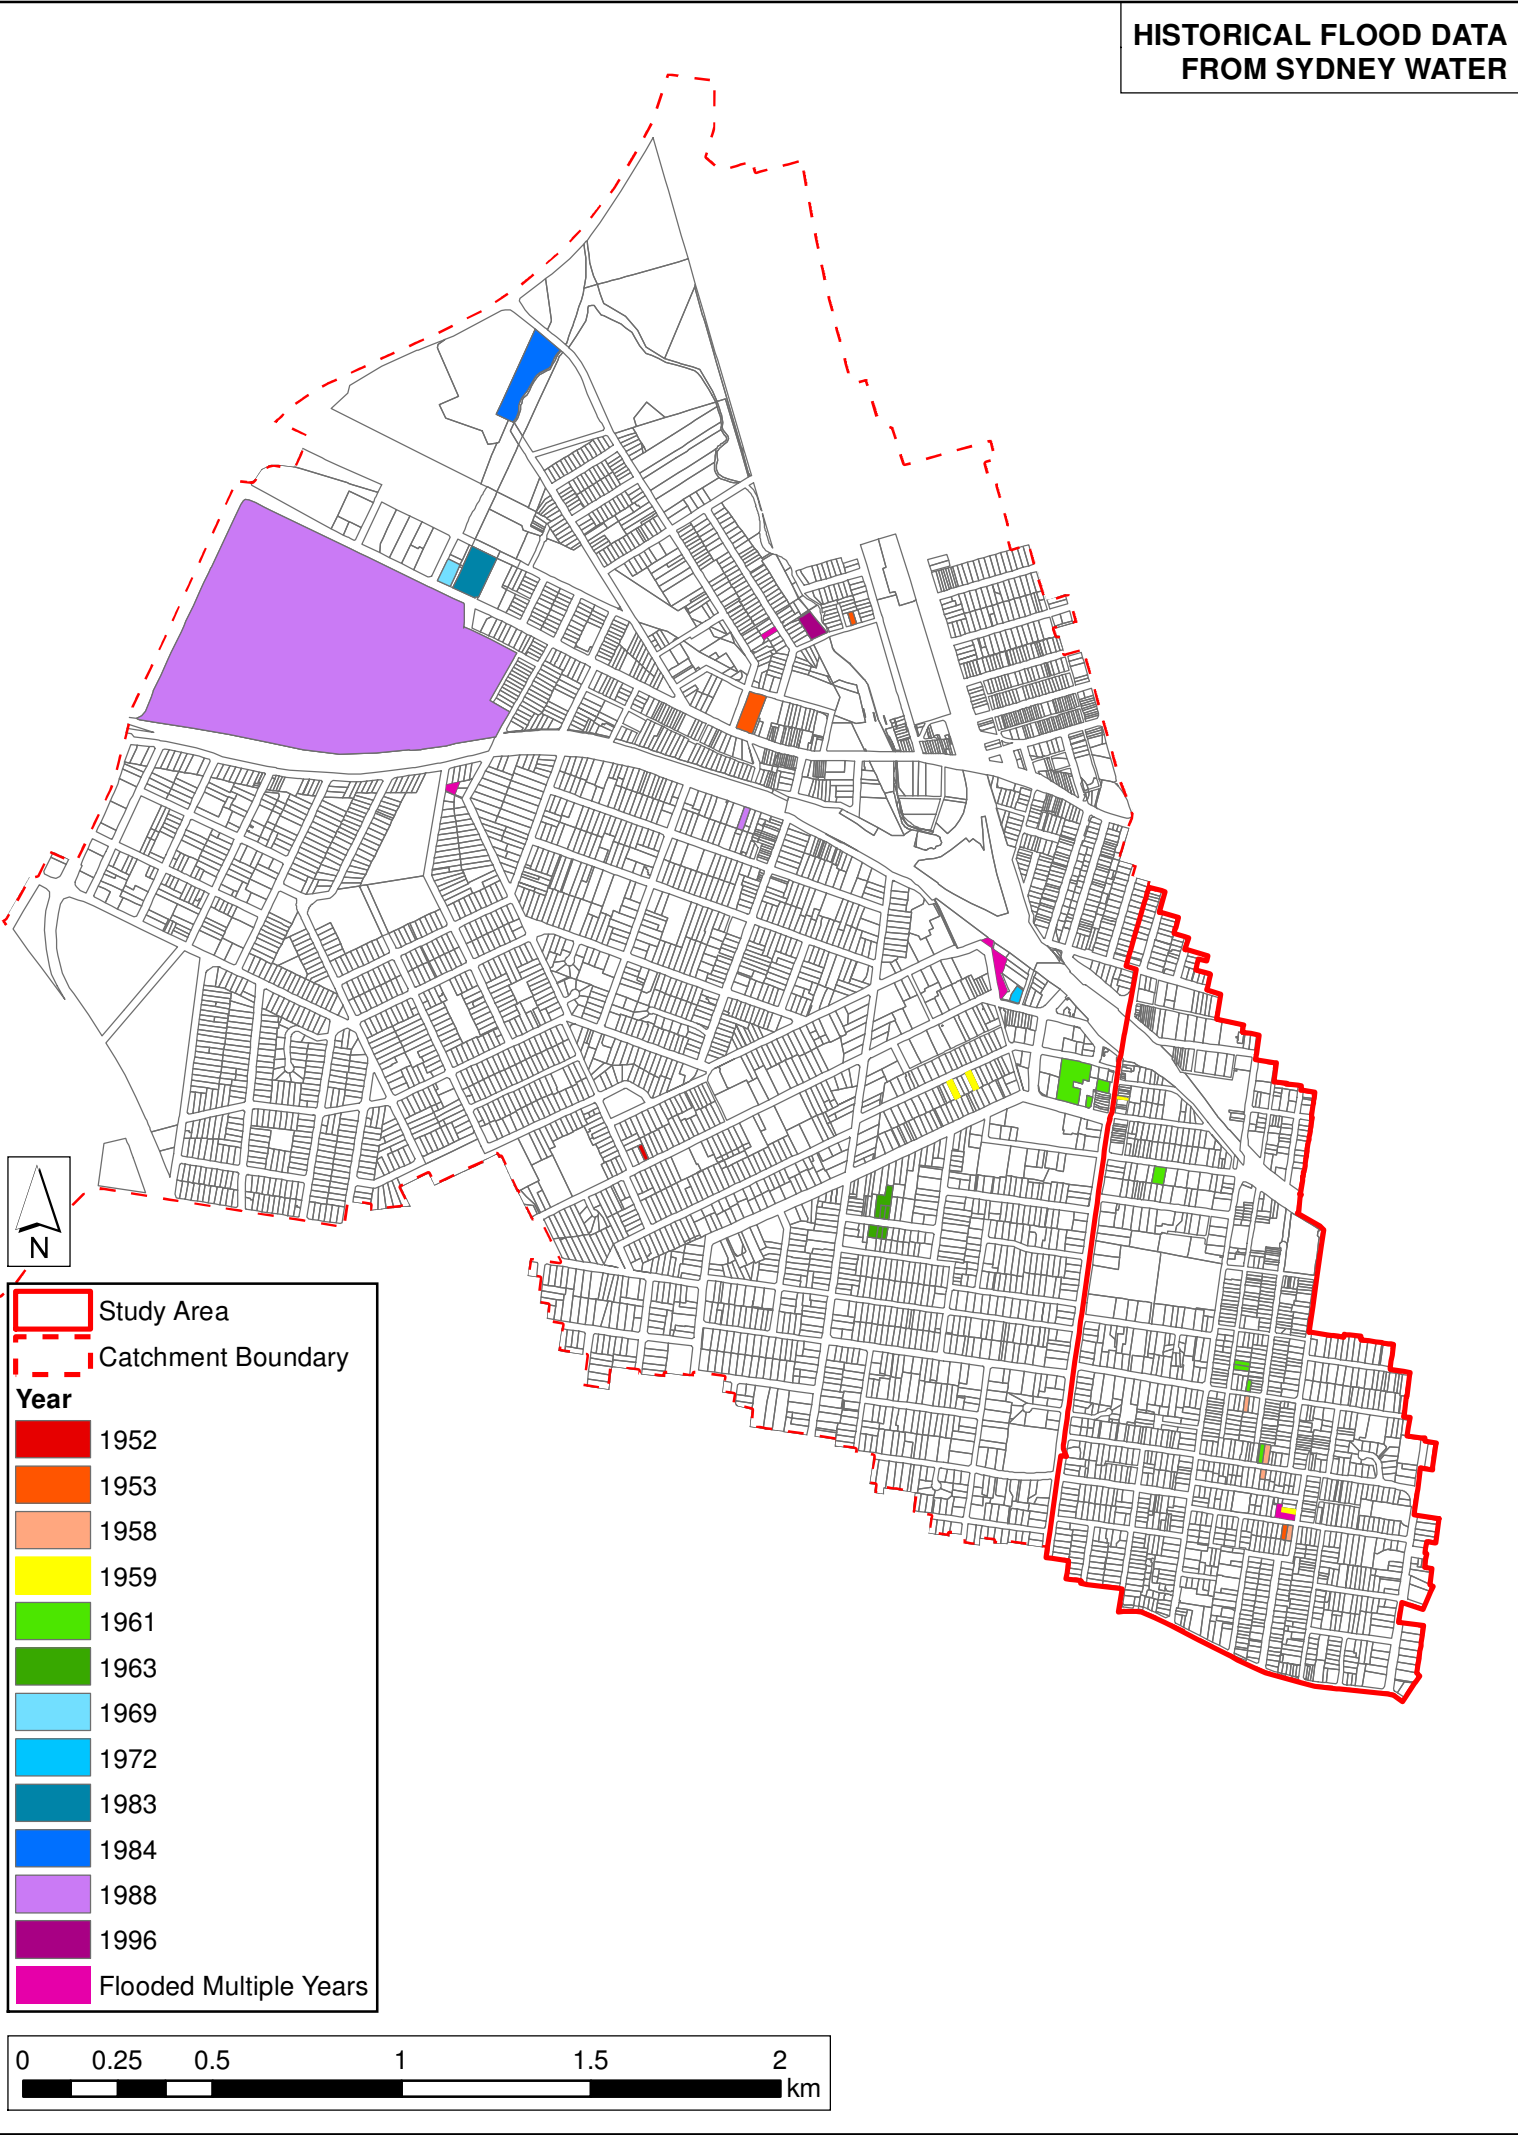 HISTORICAL FLOOD DATA
FROM SYDNEY WATER
N
Study Area
Catchment Boundary
Year
1952
1953
1958
1959
1961
1963
1969
1972
1983
1984
1988
1996
Flooded Multiple Years
0 0.25 0.5 1 1.5 2
km